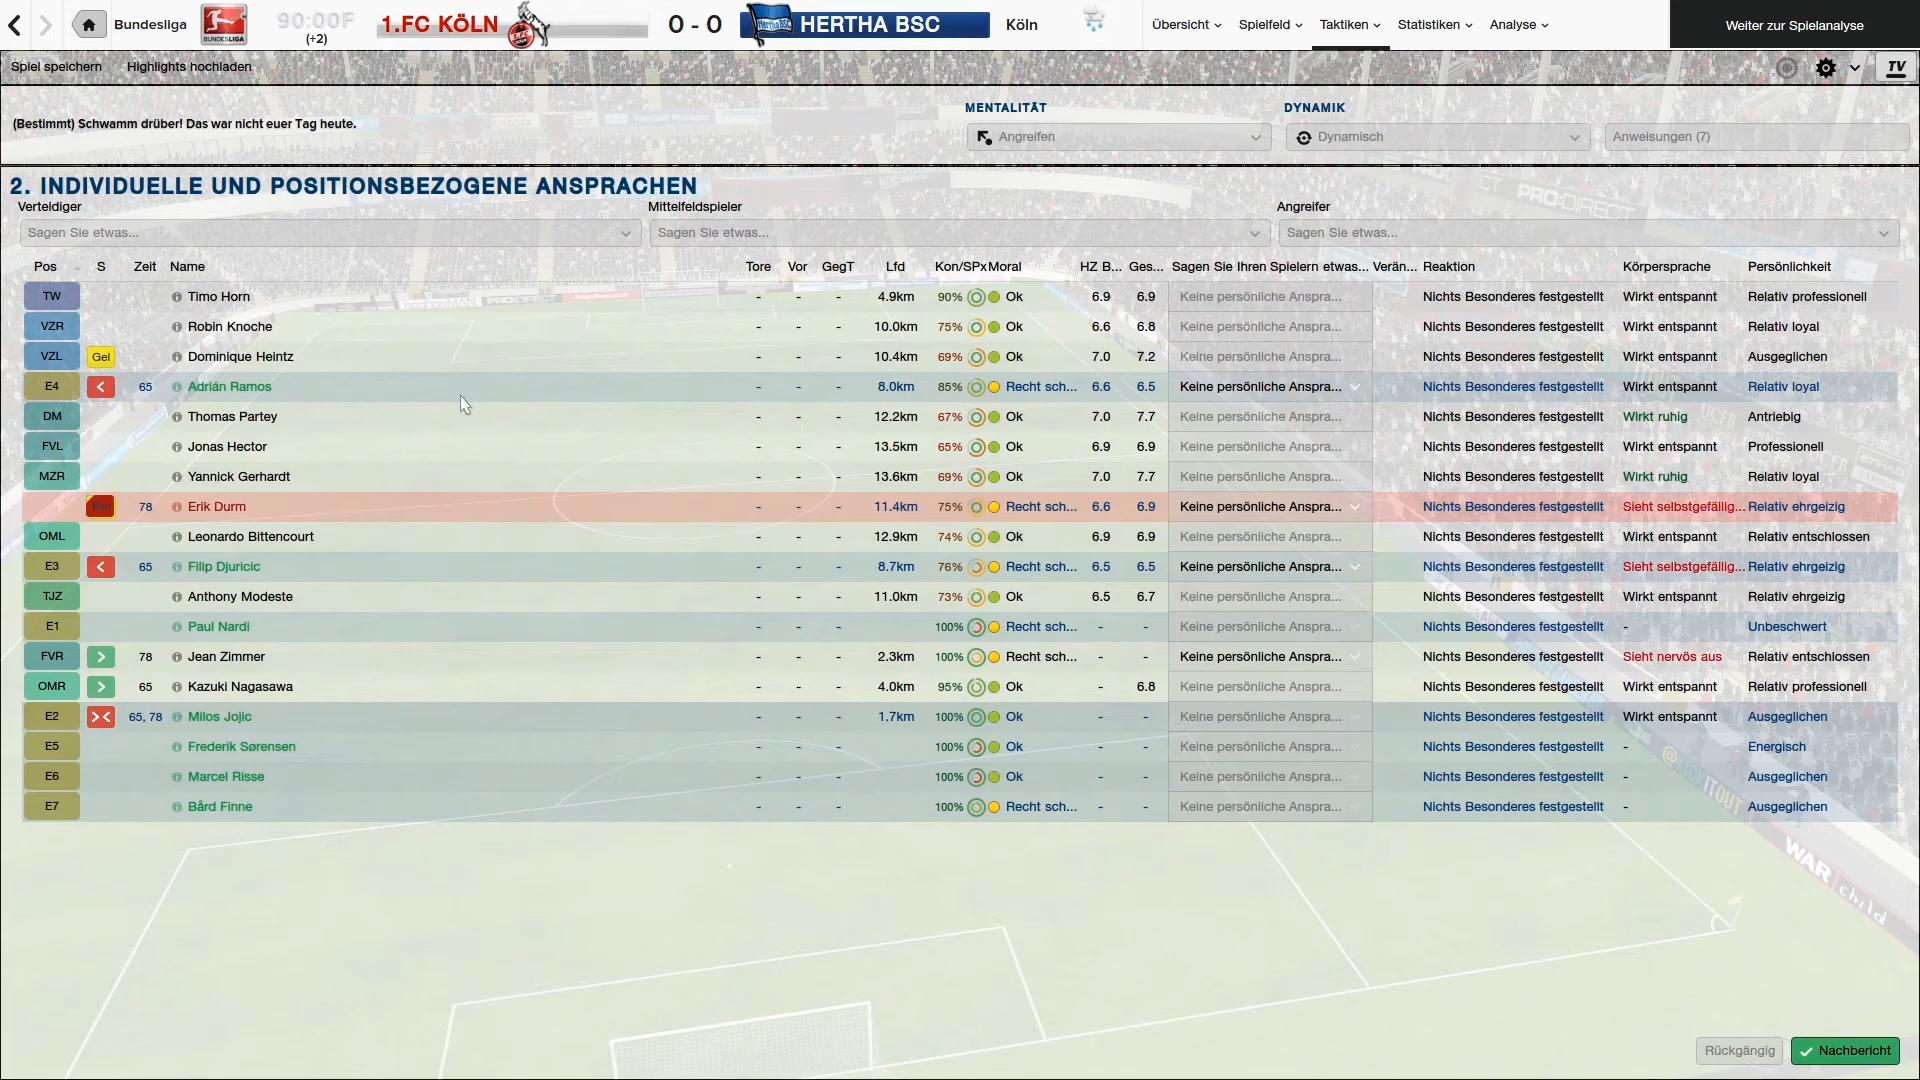 Bundesliga
BUNDESLIGA
90:00F
(+2)
1.FC KÖLN
0 - 0
HERTHA BSC
Köln
Übersicht
Spielfeld
Taktiken
Statistiken
Analyse
Weiter zur Spielanalyse
Spiel speichern
Highlights hochladen
TV
(Bestimmt) Schwamm drüber! Das war nicht euer Tag heute.
MENTALITÄT
Angreifen
DYNAMIK
Dynamisch
Anweisungen (7)
2. INDIVIDUELLE UND POSITIONSBEZOGENE ANSPRACHEN
Verteidiger Mittelfeldspieler Angreifer
Sagen Sie etwas... Sagen Sie etwas... Sagen Sie etwas...
Pos S Zeit Name Tore Vor GegT Lfd Kon/SPx Moral HZ B... Ges... Sagen Sie Ihren Spielern etwas... Verän... Reaktion Körpersprache Persönlichkeit
TW Timo Horn - - - 4.9km 90% Ok 6.9 6.9 Keine persönliche Anspra... Nichts Besonderes festgestellt Wirkt entspannt Relativ professionell
VZR Robin Knoche - - - 10.0km 75% Ok 6.6 6.8 Keine persönliche Anspra... Nichts Besonderes festgestellt Wirkt entspannt Relativ loyal
VZL Gel Dominique Heintz - - - 10.4km 69% Ok 7.0 7.2 Keine persönliche Anspra... Nichts Besonderes festgestellt Wirkt entspannt Ausgeglichen
E4 65 Adrián Ramos - - - 8.0km 85% Recht sch... 6.6 6.5 Keine persönliche Anspra... Nichts Besonderes festgestellt Wirkt entspannt Relativ loyal
DM Thomas Partey - - - 12.2km 67% Ok 7.0 7.7 Keine persönliche Anspra... Nichts Besonderes festgestellt Wirkt ruhig Antriebig
FVL Jonas Hector - - - 13.5km 65% Ok 6.9 6.9 Keine persönliche Anspra... Nichts Besonderes festgestellt Wirkt entspannt Professionell
MZR Yannick Gerhardt - - - 13.6km 69% Ok 7.0 7.7 Keine persönliche Anspra... Nichts Besonderes festgestellt Wirkt ruhig Relativ loyal
78 Erik Durm - - - 11.4km 75% Recht sch... 6.6 6.9 Keine persönliche Anspra... Nichts Besonderes festgestellt Sieht selbstgefällig... Relativ ehrgeizig
OML Leonardo Bittencourt - - - 12.9km 74% Ok 6.9 6.9 Keine persönliche Anspra... Nichts Besonderes festgestellt Wirkt entspannt Relativ entschlossen
E3 65 Filip Djuricic - - - 8.7km 76% Recht sch... 6.5 6.5 Keine persönliche Anspra... Nichts Besonderes festgestellt Sieht selbstgefällig... Relativ ehrgeizig
TJZ Anthony Modeste - - - 11.0km 73% Ok 6.5 6.7 Keine persönliche Anspra... Nichts Besonderes festgestellt Wirkt entspannt Relativ ehrgeizig
E1 Paul Nardi - - - 100% Recht sch... - - Keine persönliche Anspra... Nichts Besonderes festgestellt - Unbeschwert
FVR 78 Jean Zimmer - - - 2.3km 100% Recht sch... - - Keine persönliche Anspra... Nichts Besonderes festgestellt Sieht nervös aus Relativ entschlossen
OMR 65 Kazuki Nagasawa - - - 4.0km 95% Ok - 6.8 Keine persönliche Anspra... Nichts Besonderes festgestellt Wirkt entspannt Relativ professionell
E2 65, 78 Milos Jojic - - - 1.7km 100% Ok - - Keine persönliche Anspra... Nichts Besonderes festgestellt Wirkt entspannt Ausgeglichen
E5 Frederik Sørensen - - - 100% Ok - - Keine persönliche Anspra... Nichts Besonderes festgestellt - Energisch
E6 Marcel Risse - - - 100% Ok - - Keine persönliche Anspra... Nichts Besonderes festgestellt - Ausgeglichen
E7 Bård Finne - - - 100% Recht sch... - - Keine persönliche Anspra... Nichts Besonderes festgestellt - Ausgeglichen
WAR child
Rückgängig
Nachbericht